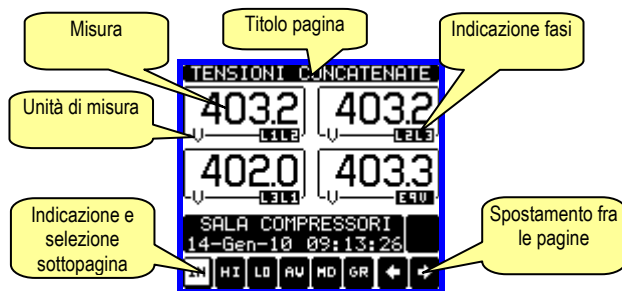 Misura
Titolo pagina
Indicazione fasi
TENSIONI CONCATENATE
403.2
403.2
Unità di misura
V L1L2
V L2L3
402.0
403.3
V L3L1
V EQV
Indicazione e
selezione
sottopagina
SALA COMPRESSORI
14-Gen-10 09:13:26
Spostamento fra
le pagine
IN HI LO AV MD GR